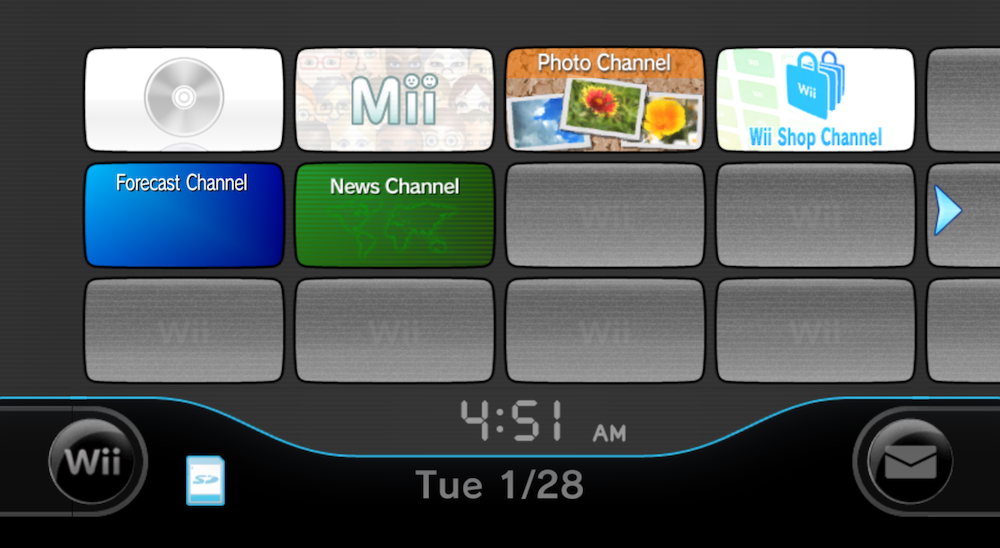 Mii
Photo Channel
Wii
Wii Shop Channel
Forecast Channel
News Channel
Wii
Wii
Wii
Wii
Wii
Wii
4:51 AM
Wii
SD
Tue 1/28